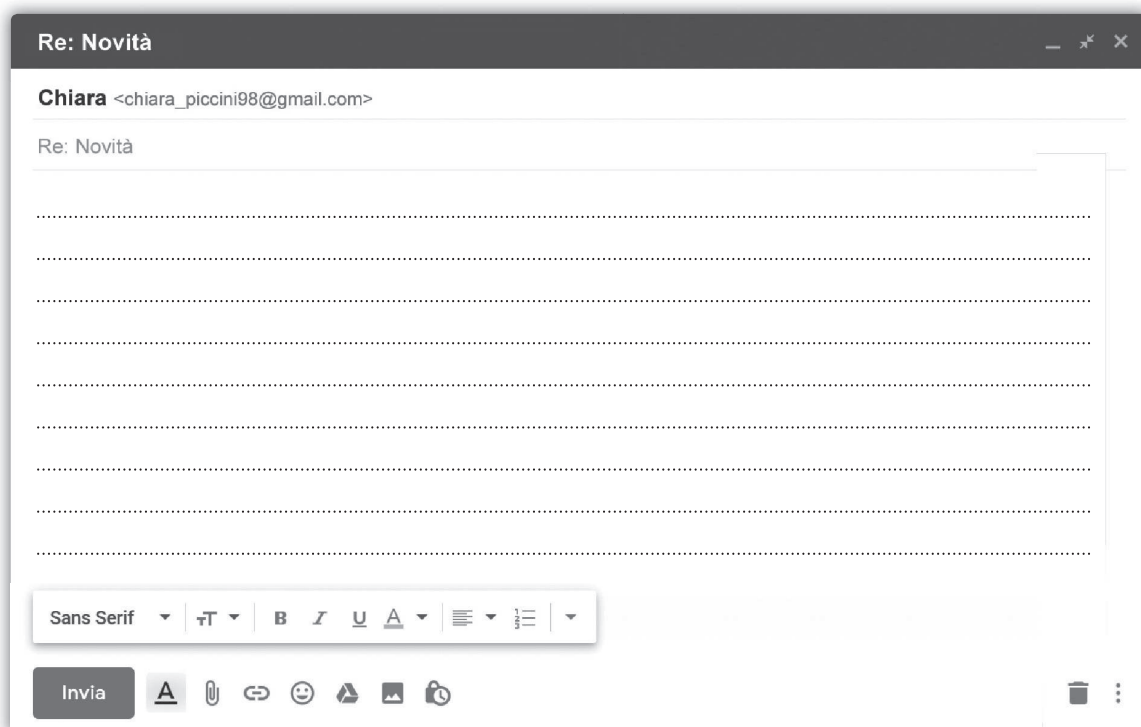 Re: Novità
Chiara <chiara_piccini98@gmail.com>
Re: Novità
Sans Serif
B I U A
Invia A